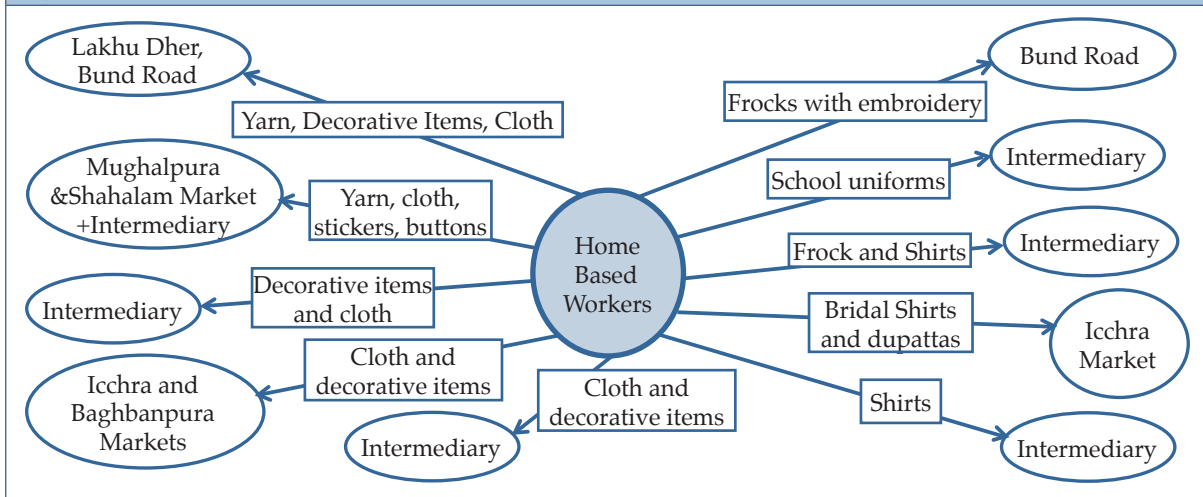 Lakhu Dher,
Bund Road
Yarn, Decorative Items, Cloth
Mughalpura
&Shahalam Market
+Intermediary
Yarn, cloth,
stickers, buttons
Intermediary
Decorative items
and cloth
Icchra and
Baghbanpura
Markets
Cloth and
decorative items
Intermediary
Cloth and
decorative items
Home
Based
Workers
Bund Road
Frocks with embroidery
Intermediary
School uniforms
Intermediary
Frock and Shirts
Bridal Shirts
and dupattas
Icchra
Market
Shirts
Intermediary